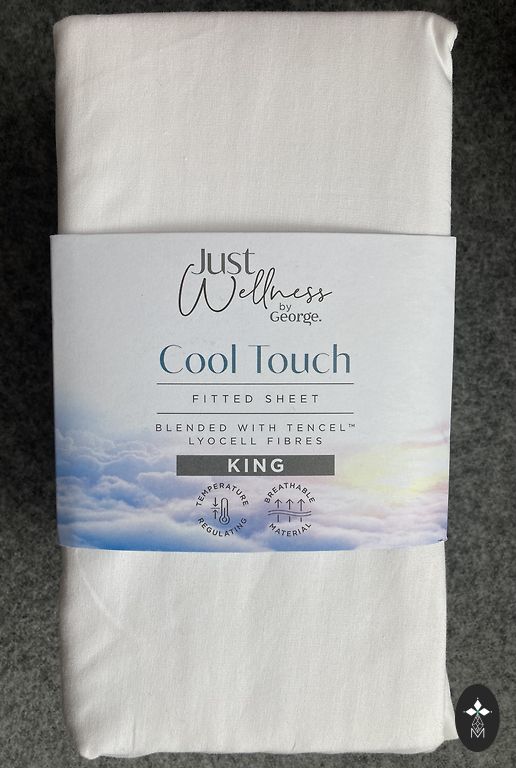 Just
Wellness
by
George.
Cool Touch
FITTED SHEET
BLENDED WITH TENCEL™
LYOCELL FIBRES
KING
TEMPERATURE
REGULATING
BREATHABLE
MATERIAL
M